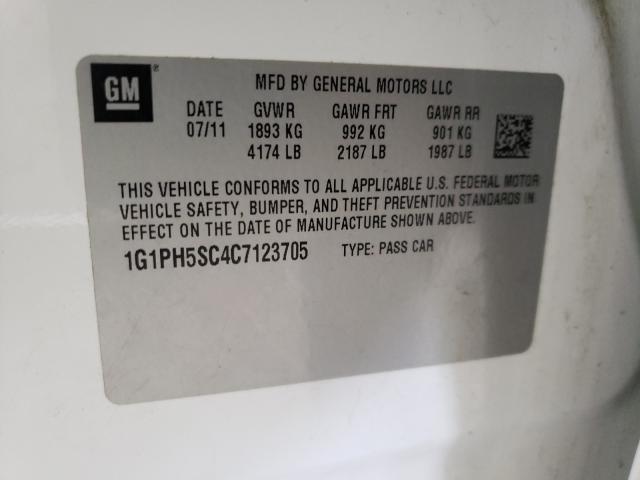 GM
MFD BY GENERAL MOTORS LLC
DATE GVWR GAWR FRT GAWR RR
07/11 1893 KG 992 KG 901 KG
4174 LB 2187 LB 1987 LB
THIS VEHICLE CONFORMS TO ALL APPLICABLE U.S. FEDERAL MOTOR
VEHICLE SAFETY, BUMPER, AND THEFT PREVENTION STANDARDS IN
EFFECT ON THE DATE OF MANUFACTURE SHOWN ABOVE.
1G1PH5SC4C7123705 TYPE: PASS CAR